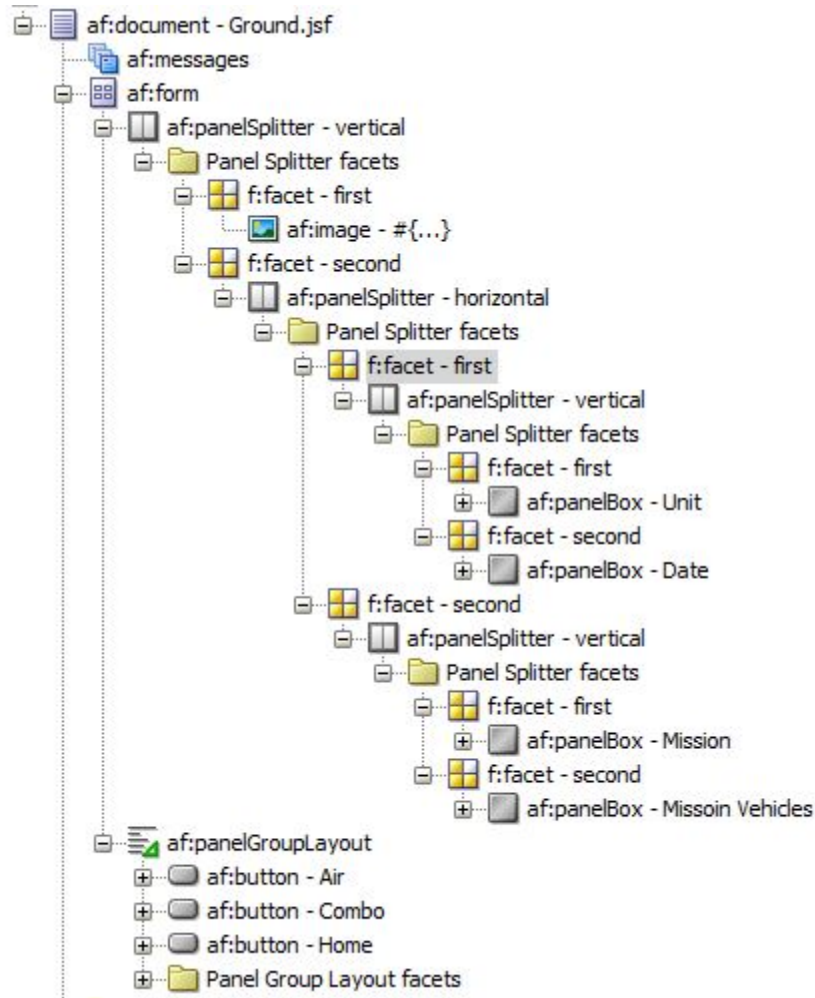 af:document - Ground.jsf
af:messages
af:form
af:panelSplitter - vertical
Panel Splitter facets
f:facet - first
af:image - #{...}
f:facet - second
af:panelSplitter - horizontal
Panel Splitter facets
f:facet - first
af:panelSplitter - vertical
Panel Splitter facets
f:facet - first
af:panelBox - Unit
f:facet - second
af:panelBox - Date
f:facet - second
af:panelSplitter - vertical
Panel Splitter facets
f:facet - first
af:panelBox - Mission
f:facet - second
af:panelBox - Missoin Vehicles
af:panelGroupLayout
af:button - Air
af:button - Combo
af:button - Home
Panel Group Layout facets